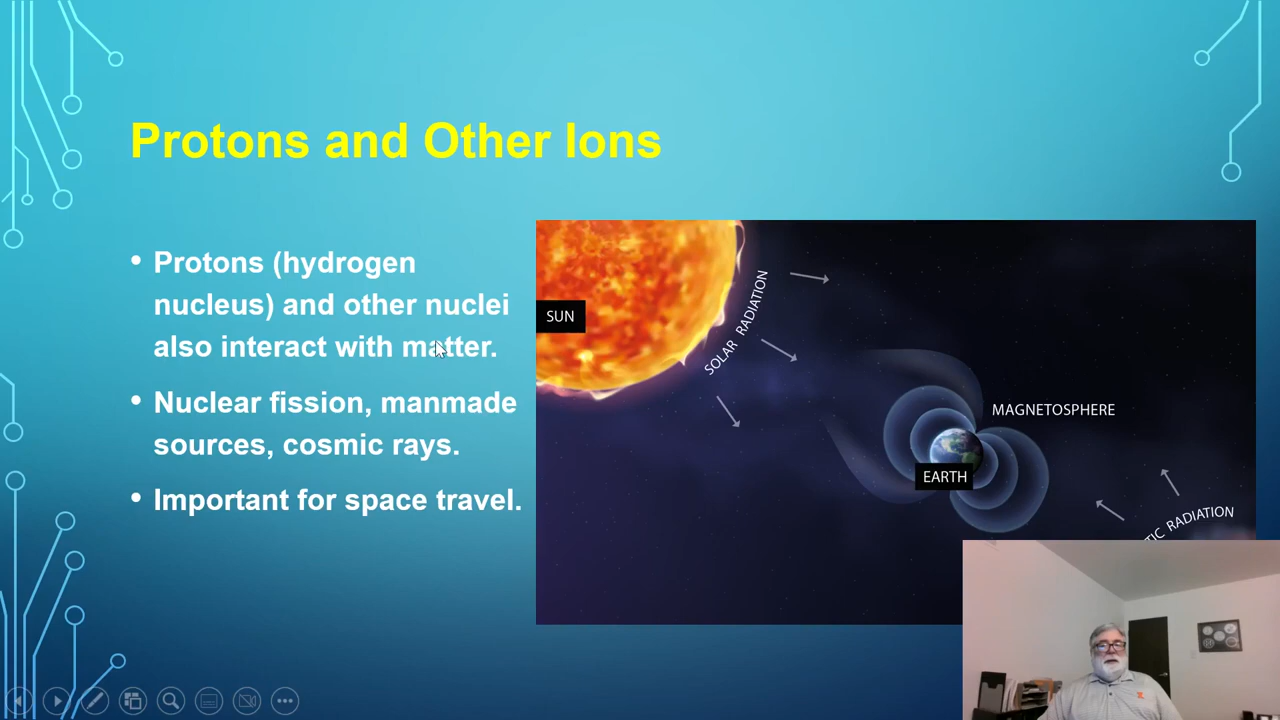 Protons and Other Ions
• Protons (hydrogen
nucleus) and other nuclei
also interact with matter.
• Nuclear fission, manmade
sources, cosmic rays.
• Important for space travel.
SUN
SOLAR RADIATION
MAGNETOSPHERE
EARTH
RADIATION